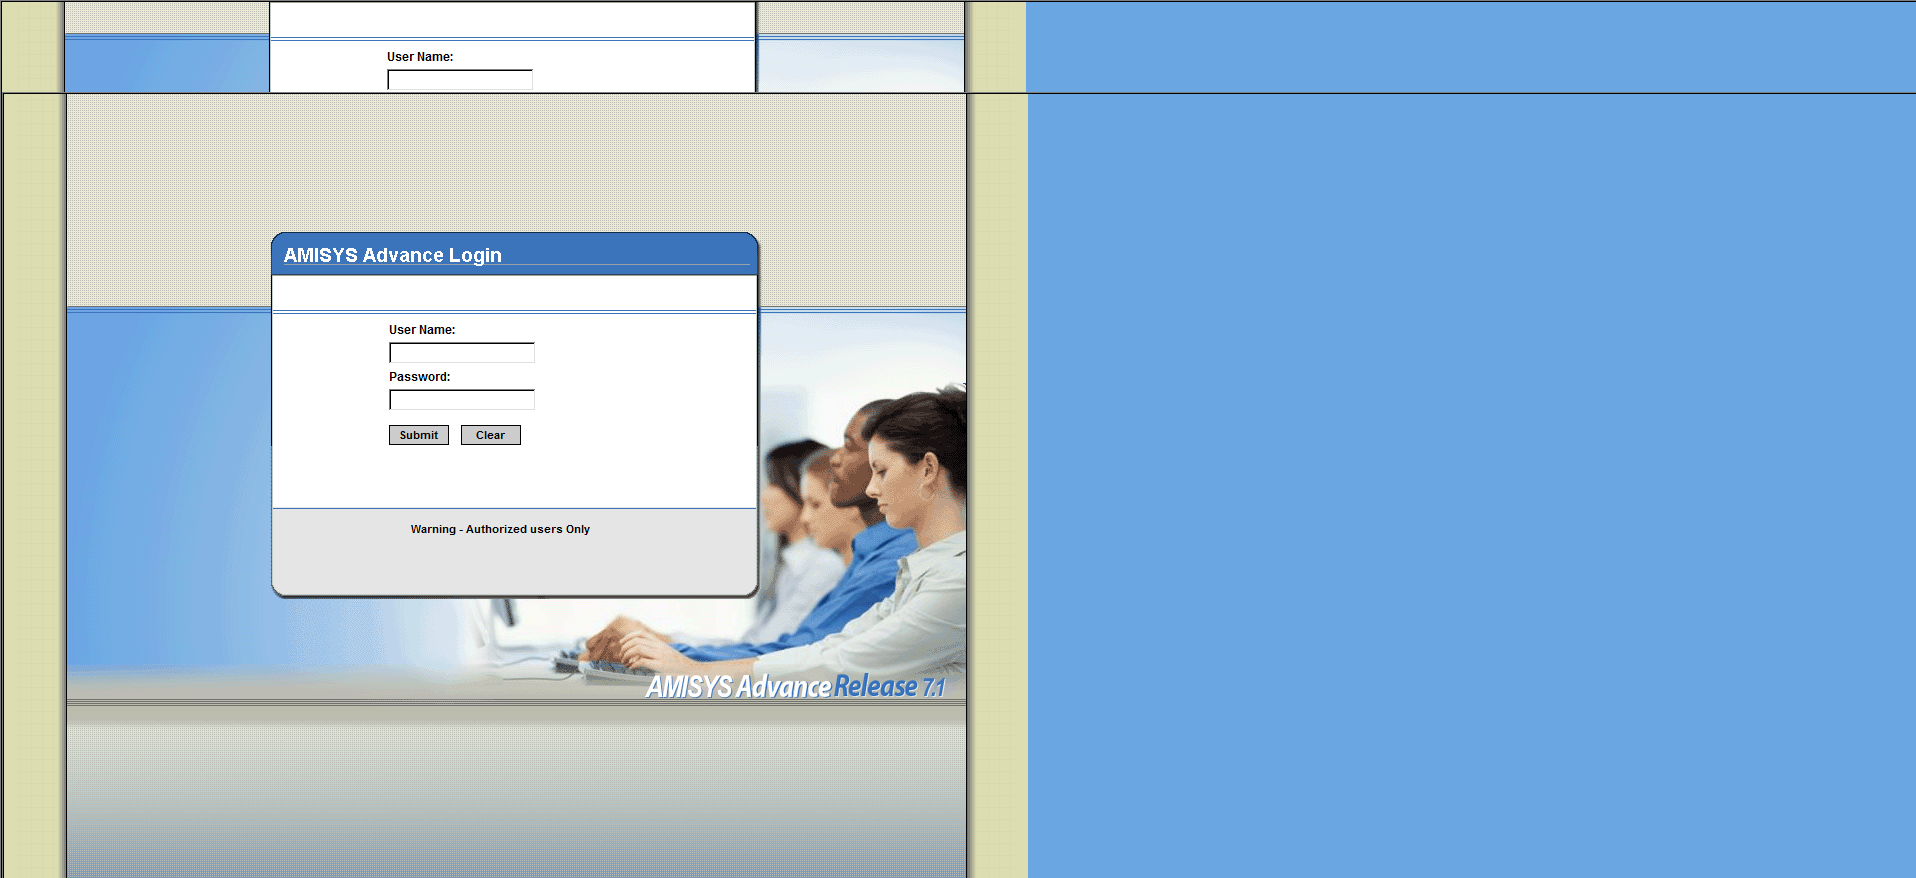 User Name:
AMISYS Advance Login
User Name:
Password:
Submit Clear
Warning - Authorized users Only
AMISYS Advance Release 7.1